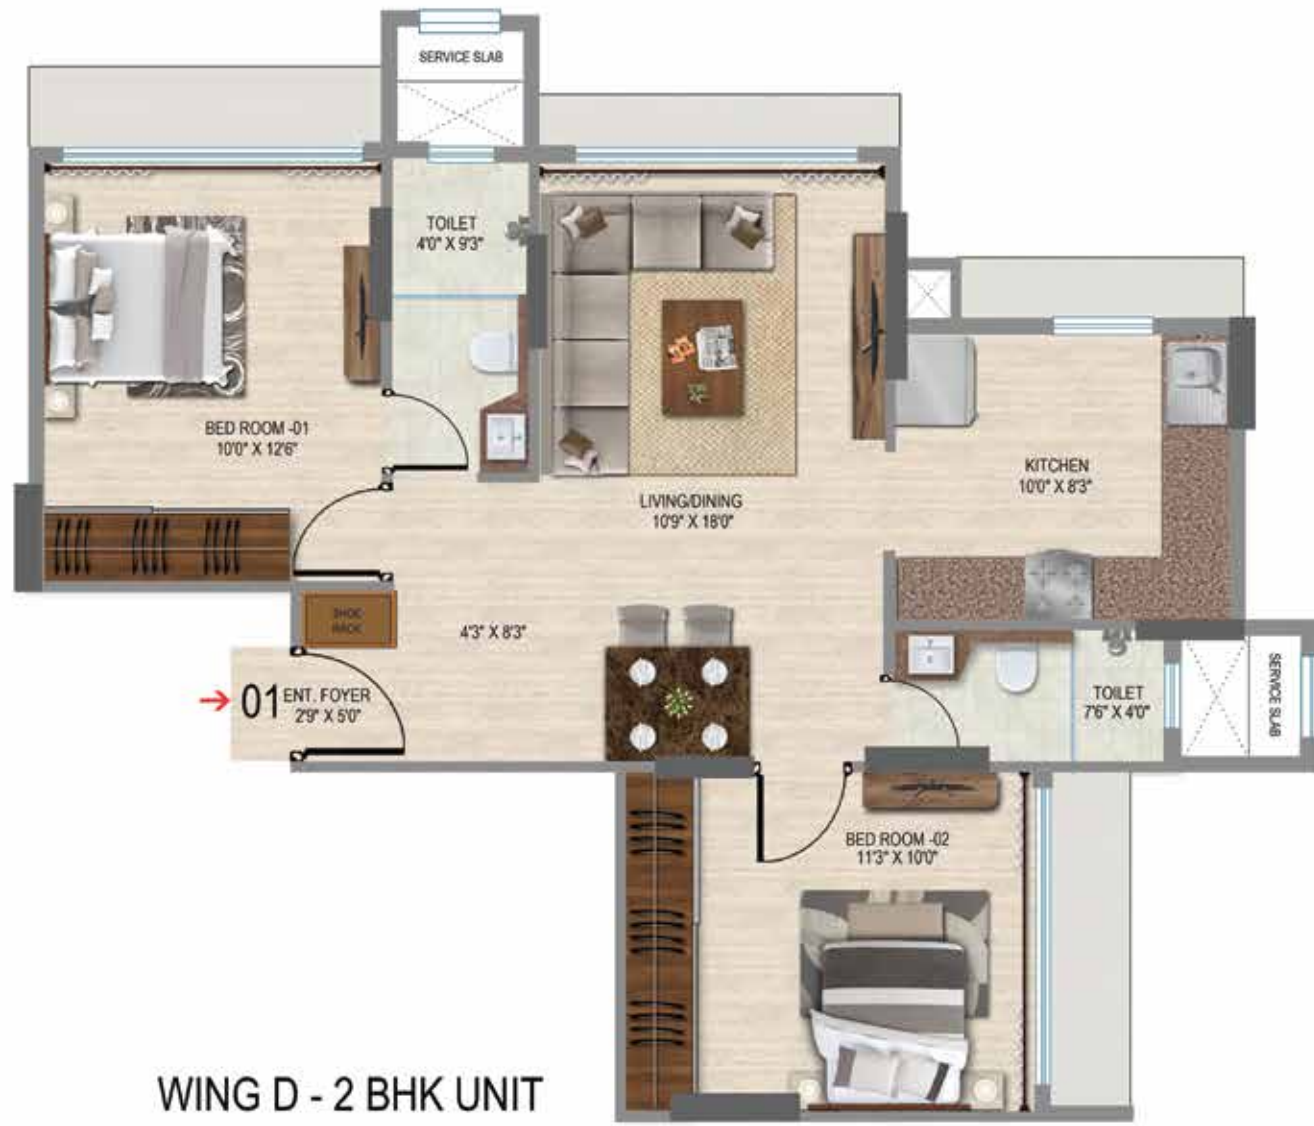 SERVICE SLAB
TOILET
4'0" X 9'3"
BED ROOM -01
10'0" X 12'6"
LIVING/DINING
10'9" X 18'0"
KITCHEN
10'0" X 8'3"
SHOE
RACK
4'3" X 8'3"
01 ENT. FOYER
2'9" X 5'0"
TOILET
7'6" X 4'0"
SERVICE SLAB
BED ROOM -02
11'3" X 10'0"
WING D - 2 BHK UNIT